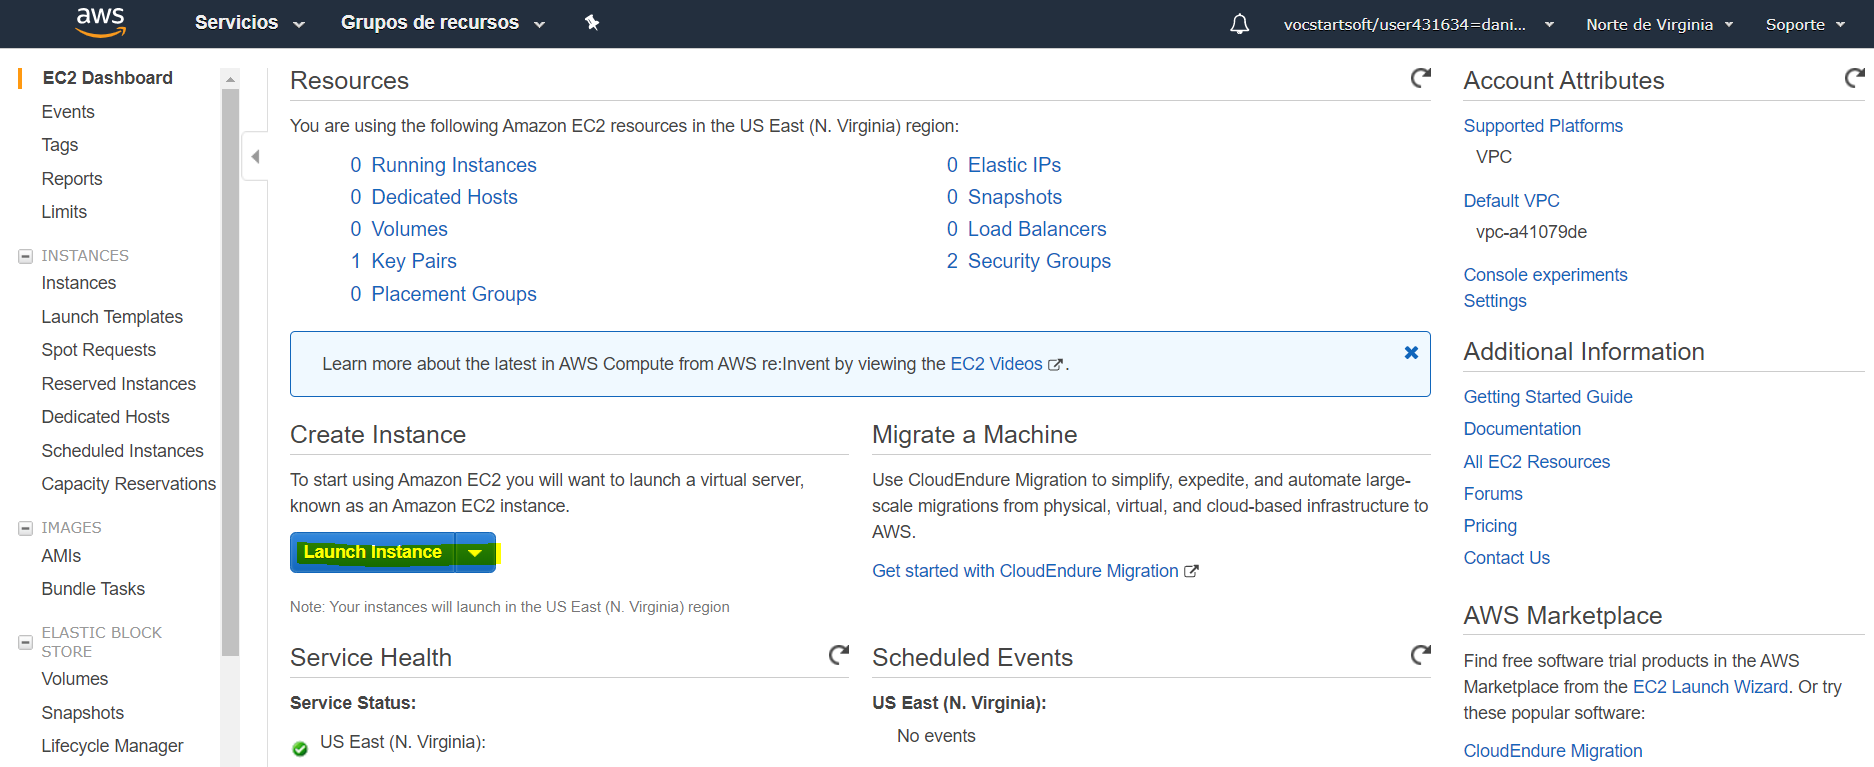 aws
Servicios
Grupos de recursos
vocstartsoft/user431634=dani...
Norte de Virginia
Soporte
EC2 Dashboard
Events
Tags
Reports
Limits
INSTANCES
Instances
Launch Templates
Spot Requests
Reserved Instances
Dedicated Hosts
Scheduled Instances
Capacity Reservations
IMAGES
AMIs
Bundle Tasks
ELASTIC BLOCK
STORE
Volumes
Snapshots
Lifecycle Manager
Resources
You are using the following Amazon EC2 resources in the US East (N. Virginia) region:
0 Running Instances
0 Elastic IPs
0 Dedicated Hosts
0 Snapshots
0 Volumes
0 Load Balancers
1 Key Pairs
2 Security Groups
0 Placement Groups
Learn more about the latest in AWS Compute from AWS re:Invent by viewing the EC2 Videos.
Create Instance
To start using Amazon EC2 you will want to launch a virtual server,
known as an Amazon EC2 instance.
Launch Instance
Note: Your instances will launch in the US East (N. Virginia) region
Migrate a Machine
Use CloudEndure Migration to simplify, expedite, and automate large-
scale migrations from physical, virtual, and cloud-based infrastructure to
AWS.
Get started with CloudEndure Migration
Service Health
Service Status:
US East (N. Virginia):
Scheduled Events
US East (N. Virginia):
No events
Account Attributes
Supported Platforms
VPC
Default VPC
vpc-a41079de
Console experiments
Settings
Additional Information
Getting Started Guide
Documentation
All EC2 Resources
Forums
Pricing
Contact Us
AWS Marketplace
Find free software trial products in the AWS
Marketplace from the EC2 Launch Wizard. Or try
these popular software:
CloudEndure Migration